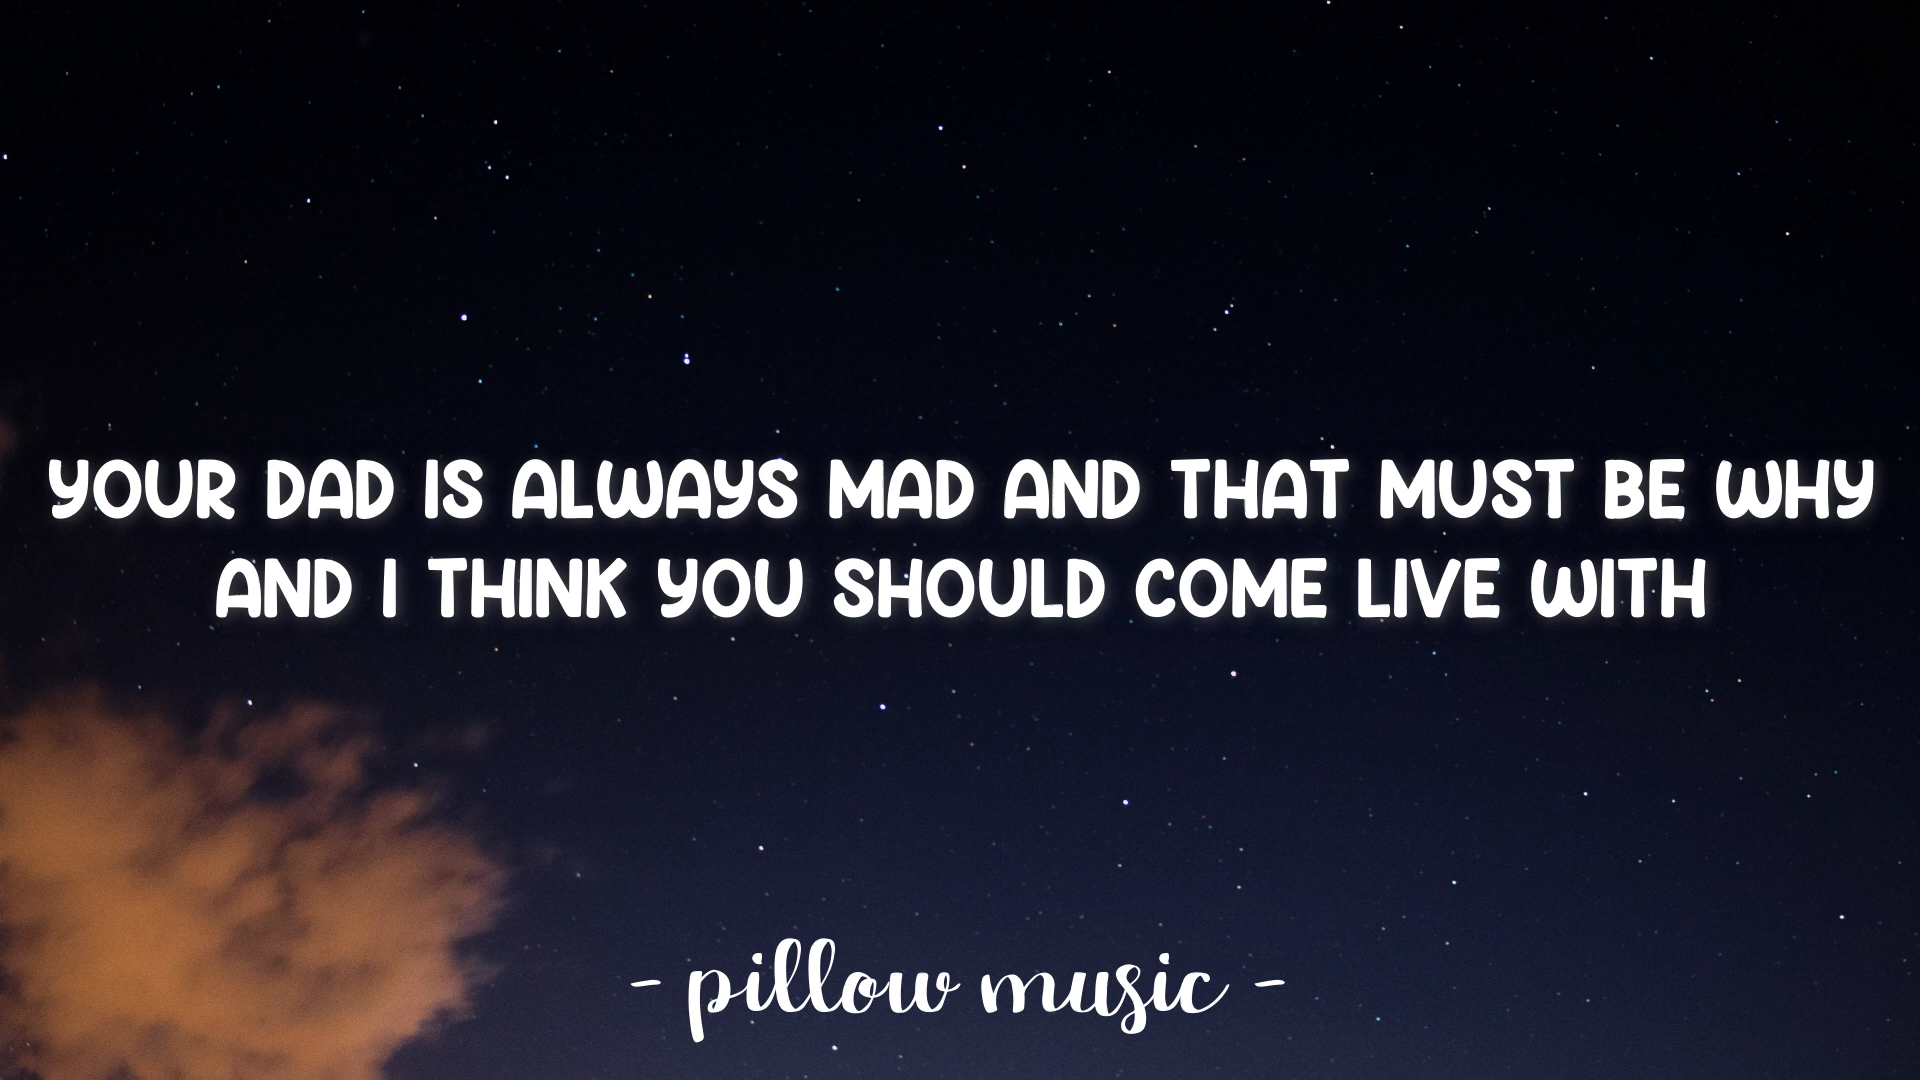 YOUR DAD IS ALWAYS MAD AND THAT MUST BE WHY
AND I THINK YOU SHOULD COME LIVE WITH
- pillow music -